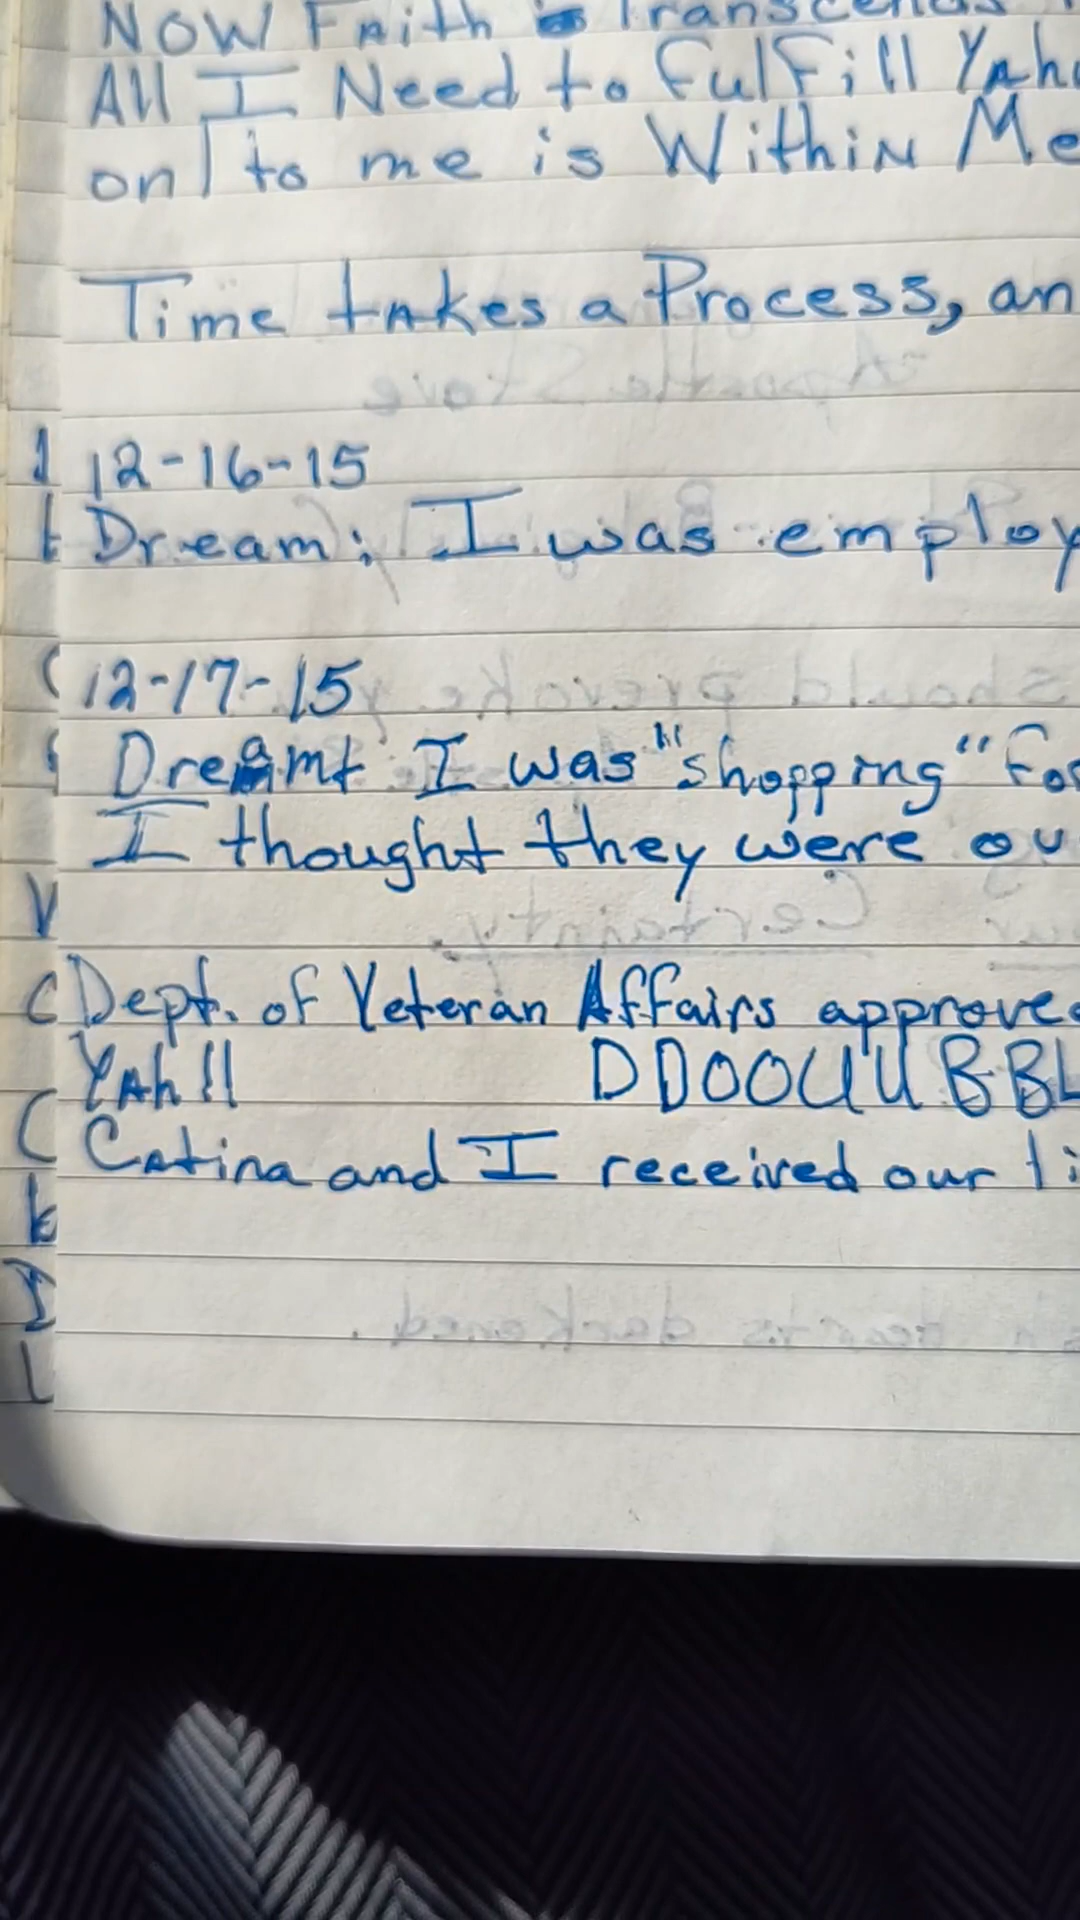 NOW FAith Transcends
All I Need to fulfill Yah
on to me is WithiN Me
Time takes a Process, an
12-16-15
Dream; I was employ
12-17-15
Dreamt I was "shopping" for
I thought they were ou
Dept. of Veteran Affairs approve
YAh!! DDOOUUBBL
Catina and I received our ti